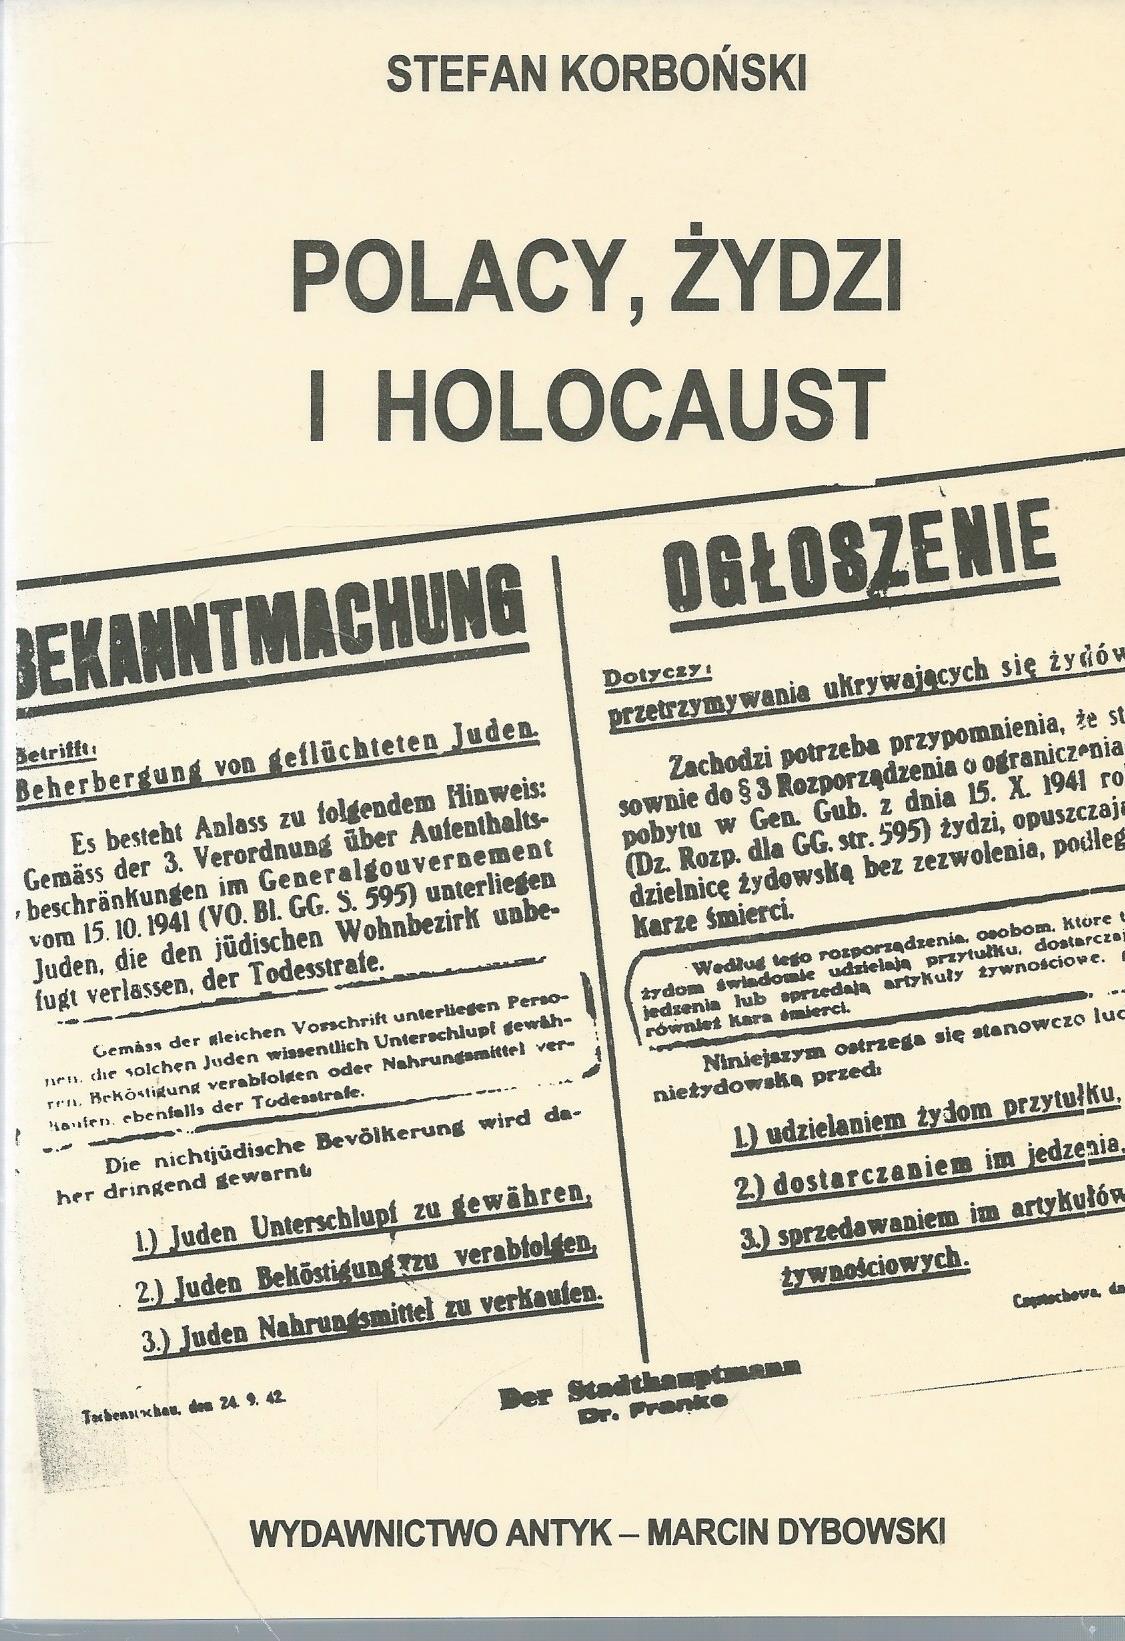 STEFAN KORBOŃSKI
POLACY, ŻYDZI
I HOLOCAUST
BEKANNTMACHUNG
Betrifft:
Beherbergung von geflüchteten Juden.
Es besteht Anlass zu folgendem Hinweis:
Gemäss der 3. Verordnung über Aufenthalts-
beschränkungen im Generalgouvernement
vom 15. 10. 1941 (VO. Bl. GG. S. 595) unterliegen
Juden, die den jüdischen Wohnbezirk unbe-
fugt verlassen, der Todesstrafe.
Gemäss der gleichen Vorschrift unterliegen Perso-
nen, die solchen Juden wissentlich Unterschlupf gewäh-
ren, Beköstigung verabfolgen oder Nahrungsmittel ver-
kaufen, ebenfalls der Todesstrafe.
Die nichtjüdische Bevölkerung wird da-
her dringend gewarnt:
1.) Juden Unterschlupf zu gewähren,
2.) Juden Beköstigung zu verabfolgen,
3.) Juden Nahrungsmittel zu verkaufen.
Tschenstochau, den 24. 9. 42.
OGŁOSZENIE
Dotyczy:
przetrzymywania ukrywających się żydów
Zachodzi potrzeba przypomnienia, że st
sownie do § 3 Rozporządzenia o ograniczenia
pobytu w Gen. Gub. z dnia 15. X. 1941 ro
(Dz. Rozp. dla GG. str. 595) żydzi, opuszczają
dzielnicę żydowską bez zezwolenia, podleg
karze śmierci.
Według tego rozporządzenia, osobom, które
żydom świadomie udzielają przytułku, dostarczaj
jedzenia lub sprzedają artykuły żywnościowe,
również kara śmierci.
Niniejszym ostrzega się stanowczo lud
nieżydowską przed:
1.) udzielaniem żydom przytułku,
2.) dostarczaniem im jedzenia,
3.) sprzedawaniem im artykułów
żywnościowych.
Częstochowa, da
Der Stadthauptmann
Dr. Franke
WYDAWNICTWO ANTYK – MARCIN DYBOWSKI